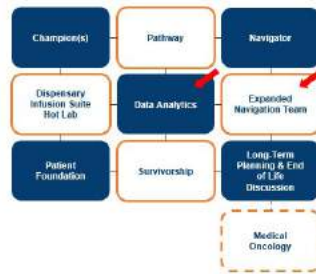 Champion(s)
Pathway
Navigator
Dispensary
Infusion Suite
Hot Lab
Data Analytics
Expanded
Navigation Team
Patient
Foundation
Survivorship
Long-Term
Planning & End
of Life
Discussion
Medical
Oncology